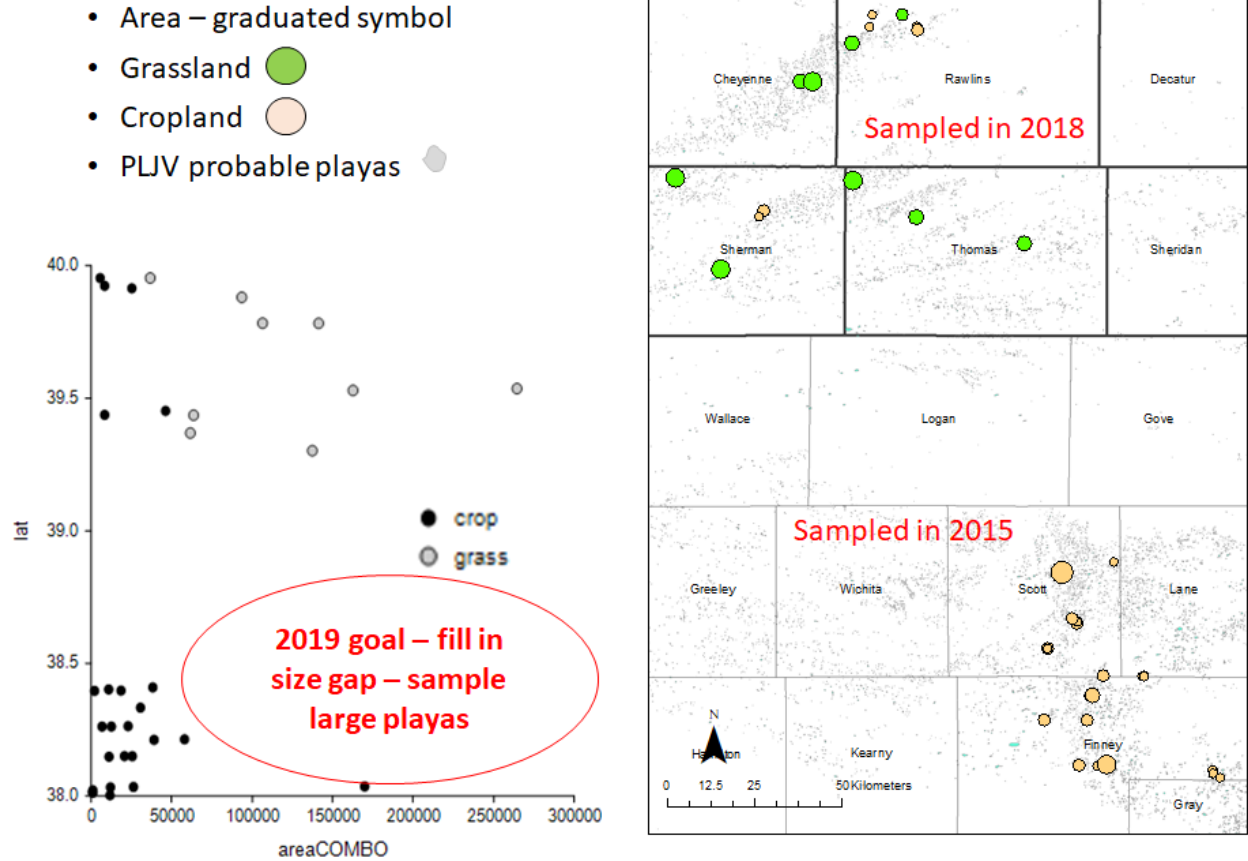 • Area – graduated symbol
• Grassland
• Cropland
• PLJV probable playas
40.0
39.5
39.0
38.5
38.0
lat
0
50000
100000
150000
200000
250000
300000
areaCOMBO
crop
grass
2019 goal – fill in
size gap – sample
large playas
Cheyenne
Rawlins
Decatur
Sampled in 2018
Sherman
Thomas
Sheridan
Wallace
Logan
Gove
Sampled in 2015
Greeley
Wichita
Scott
Lane
Kearny
Finney
Gray
N
0 12.5 25 50 Kilometers